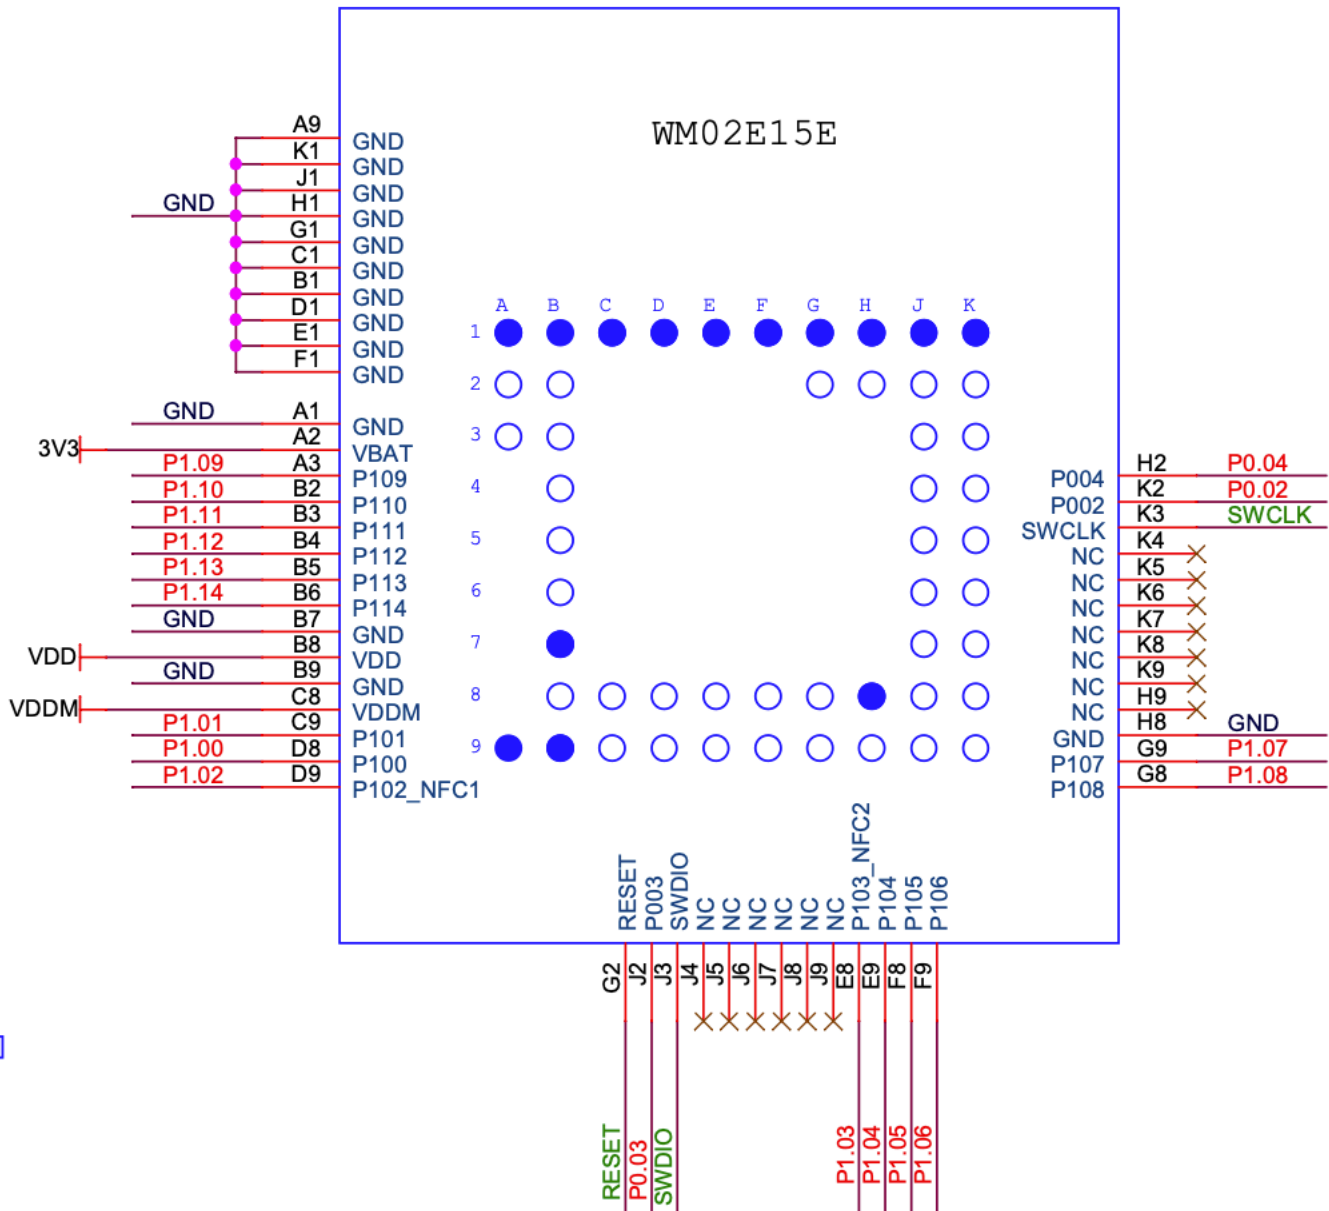 WM02E15E
A9 GND
K1 GND
J1 GND
GND H1 GND
G1 GND
C1 GND
B1 GND
D1 GND
E1 GND
F1 GND
A B C D E F G H J K
1
2
3
4
5
6
7
8
9
GND A1 GND
3V3 A2 VBAT
P1.09 A3 P109
P1.10 B2 P110
P1.11 B3 P111
P1.12 B4 P112
P1.13 B5 P113
P1.14 B6 P114
GND B7 GND
VDD B8 VDD
GND B9 GND
VDDM C8 VDDM
P1.01 C9 P101
P1.00 D8 P100
P1.02 D9 P102_NFC1
P004 H2 P0.04
P002 K2 P0.02
SWCLK K3 SWCLK
NC K4
NC K5
NC K6
NC K7
NC K8
NC K9
NC H9
GND H8 GND
P107 G9 P1.07
P108 G8 P1.08
RESET G2 RESET
P003 J2 P0.03
SWDIO J3 SWDIO
NC J4
NC J5
NC J6
NC J7
NC J8
NC J9
P103_NFC2 E8 P1.03
P104 E9 P1.04
P105 F8 P1.05
P106 F9 P1.06